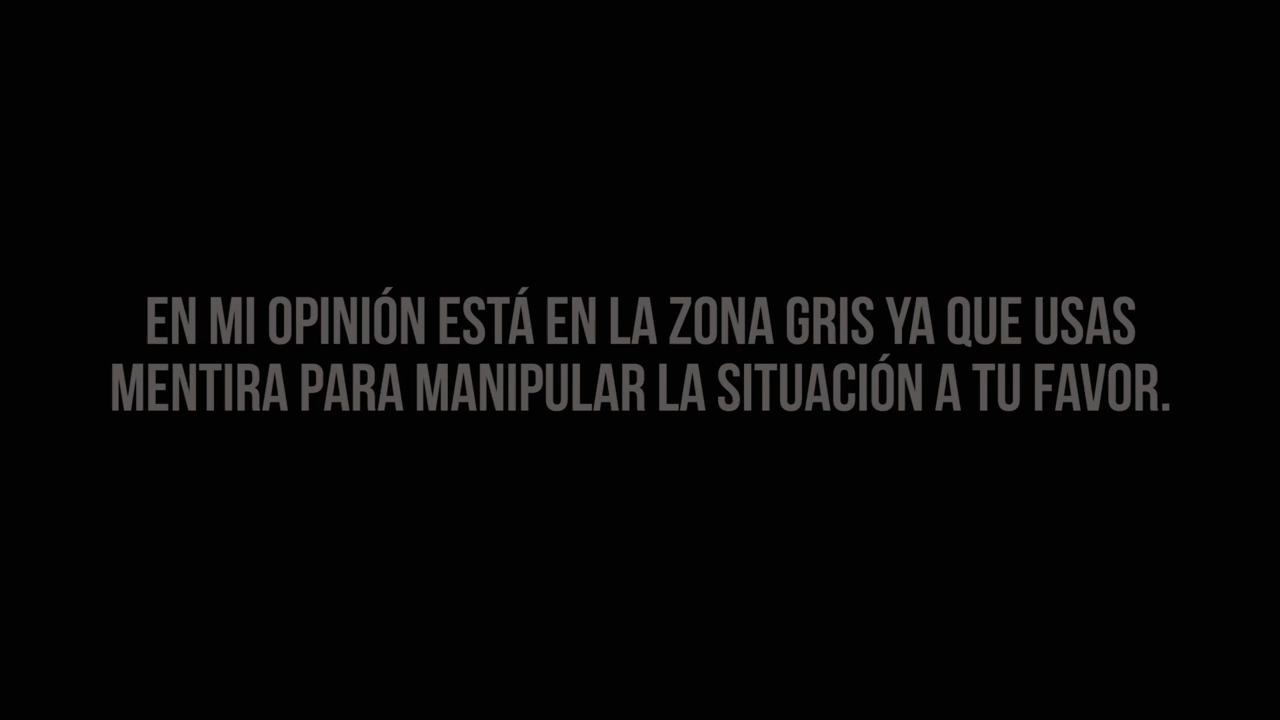 EN MI OPINIÓN ESTÁ EN LA ZONA GRIS YA QUE USAS
MENTIRA PARA MANIPULAR LA SITUACIÓN A TU FAVOR.